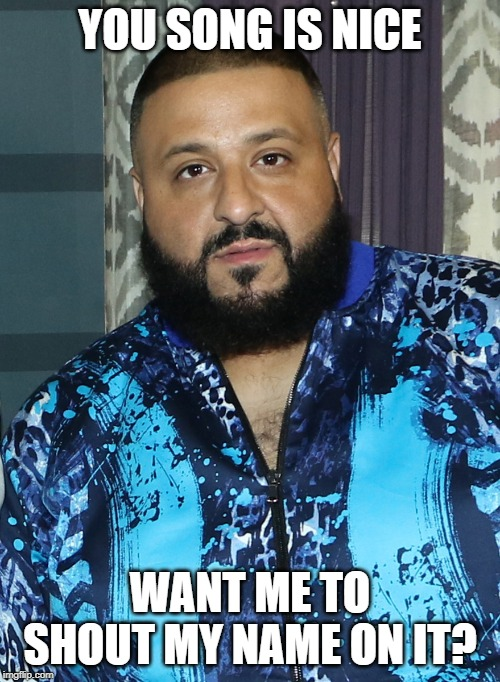 YOU SONG IS NICE
WANT ME TO
SHOUT MY NAME ON IT?
imgflip.com